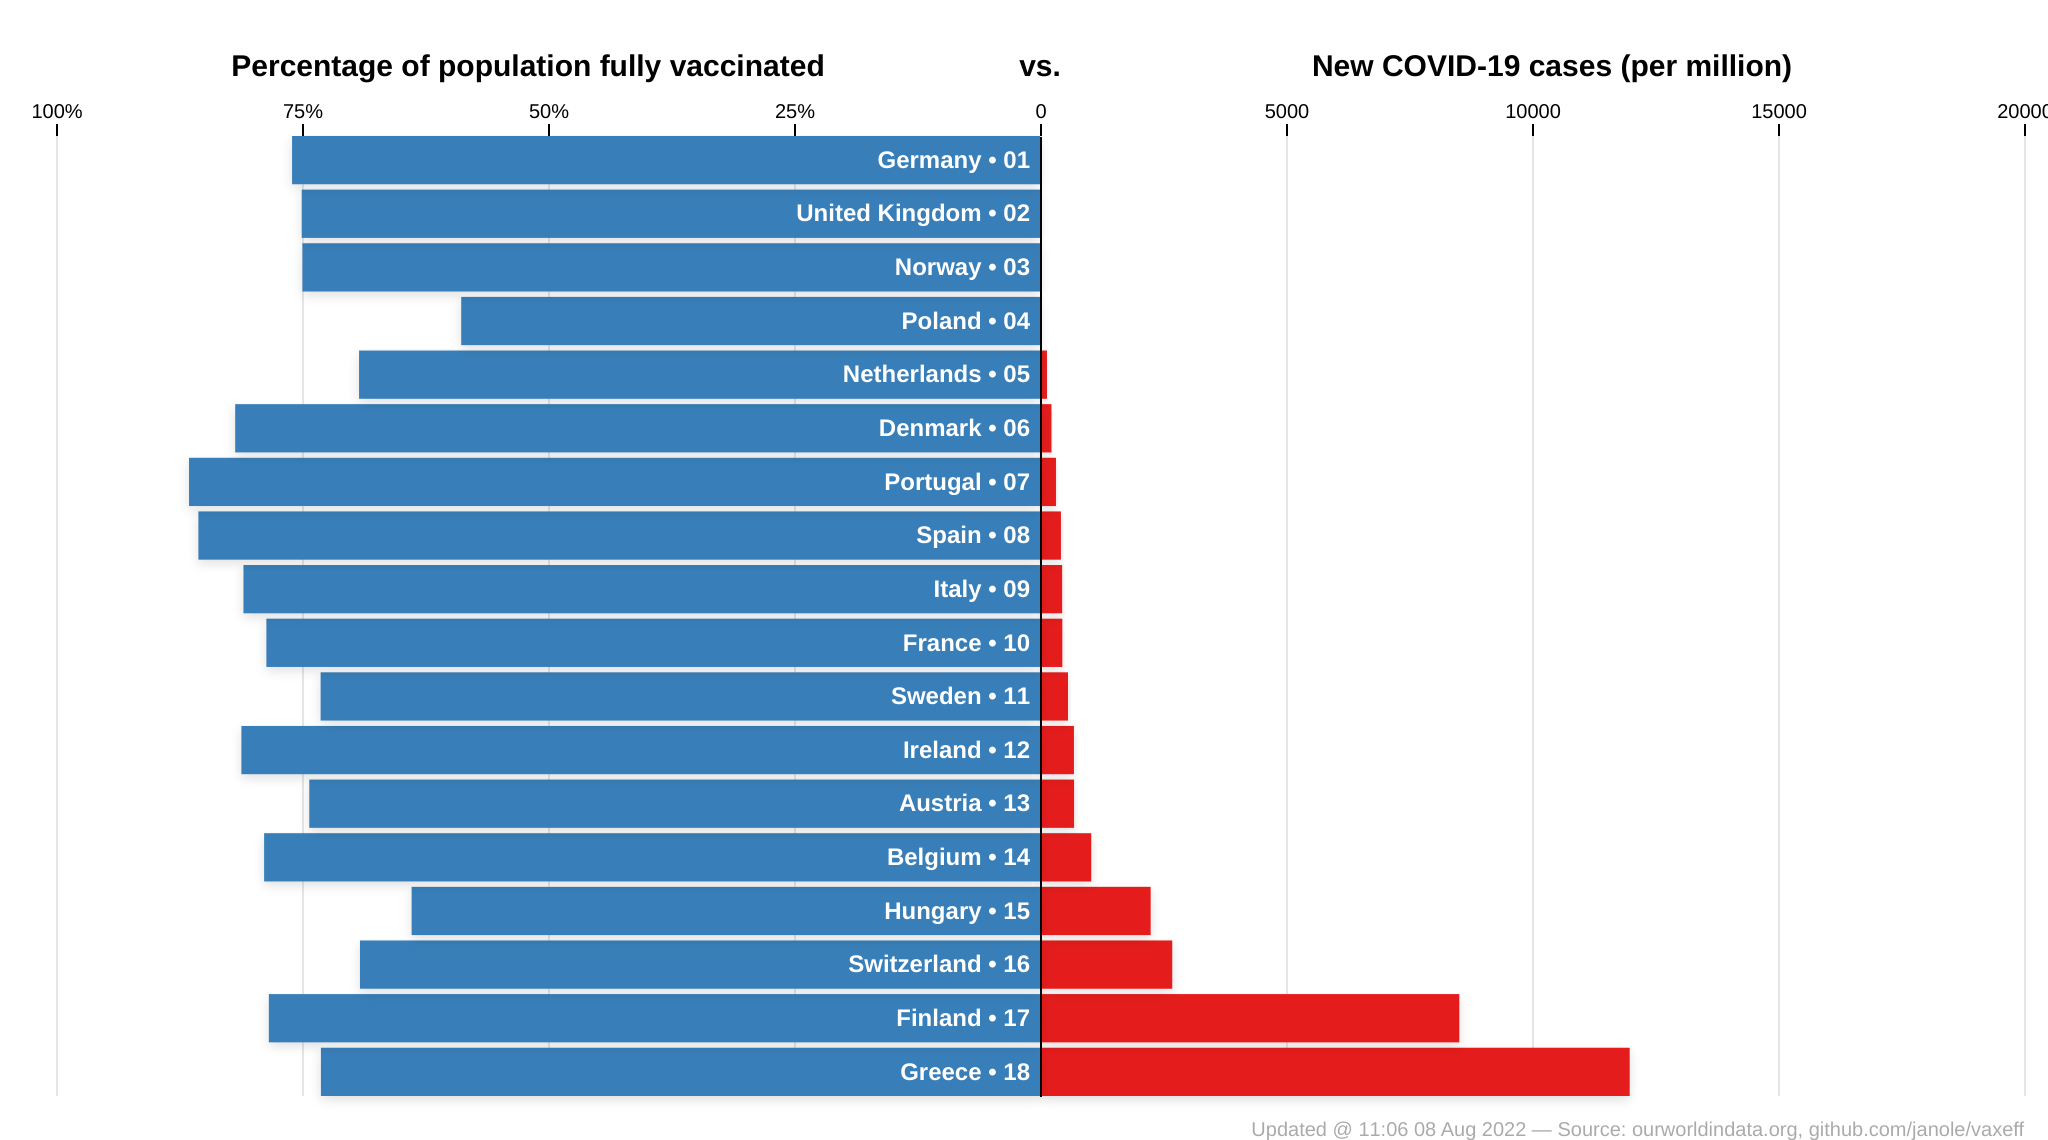 Percentage of population fully vaccinated vs. New COVID-19 cases (per million)
100% 75% 50% 25% 0 5000 10000 15000 20000
Germany • 01
United Kingdom • 02
Norway • 03
Poland • 04
Netherlands • 05
Denmark • 06
Portugal • 07
Spain • 08
Italy • 09
France • 10
Sweden • 11
Ireland • 12
Austria • 13
Belgium • 14
Hungary • 15
Switzerland • 16
Finland • 17
Greece • 18
Updated @ 11:06 08 Aug 2022 — Source: ourworldindata.org, github.com/janole/vaxeff